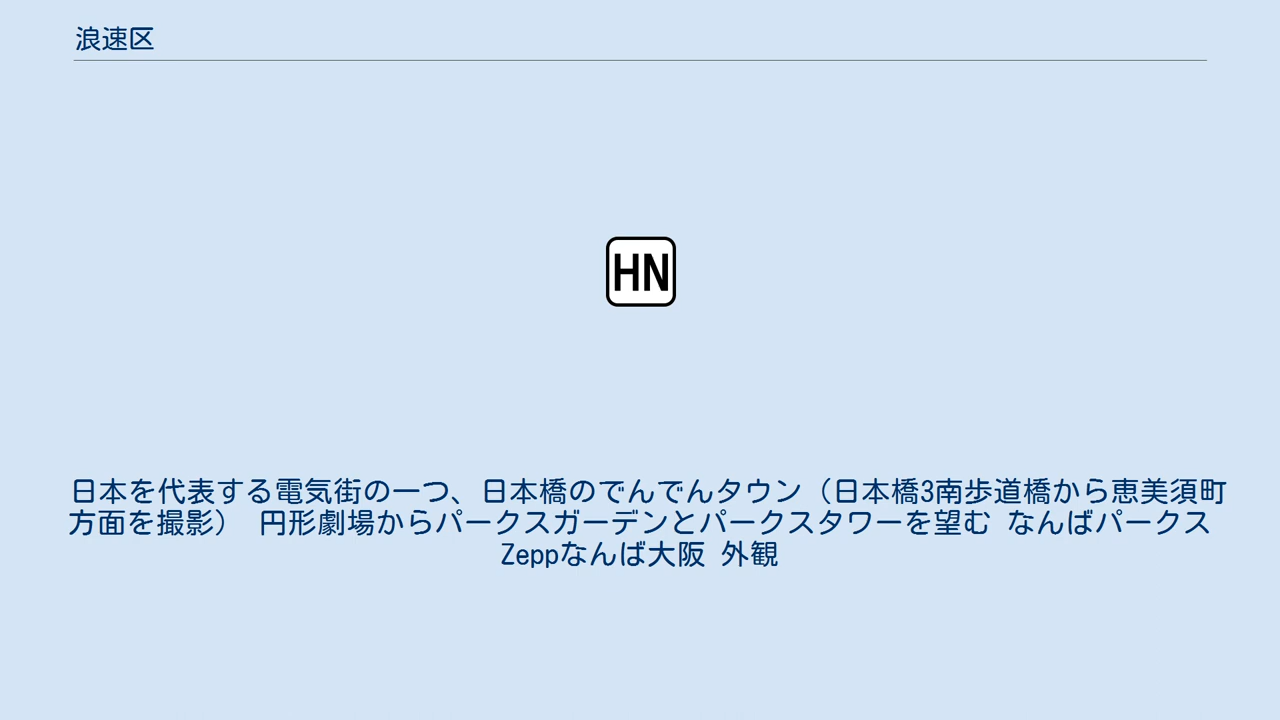 浪速区
HN
日本を代表する電気街の一つ、日本橋のでんでんタウン（日本橋3南歩道橋から恵美須町
方面を撮影） 円形劇場からパークスガーデンとパークスタワーを望む なんばパークス
Zeppなんば大阪 外観